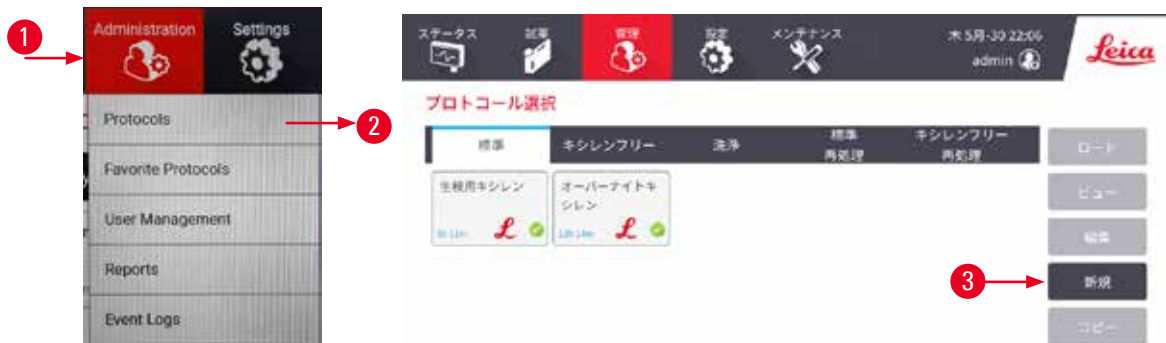 1
Administration
Settings
Protocols
2
Favorite Protocols
User Management
Reports
Event Logs
ステータス
試薬
管理
設定
メンテナンス
木 5月-30 22:06
admin
Leica
プロトコール選択
標準
キシレンフリー
洗浄
標準
再処理
キシレンフリー
再処理
ロード
生検用キシレン
オーバーナイトキ
シレン
ビュー
編集
3
新規
コピー